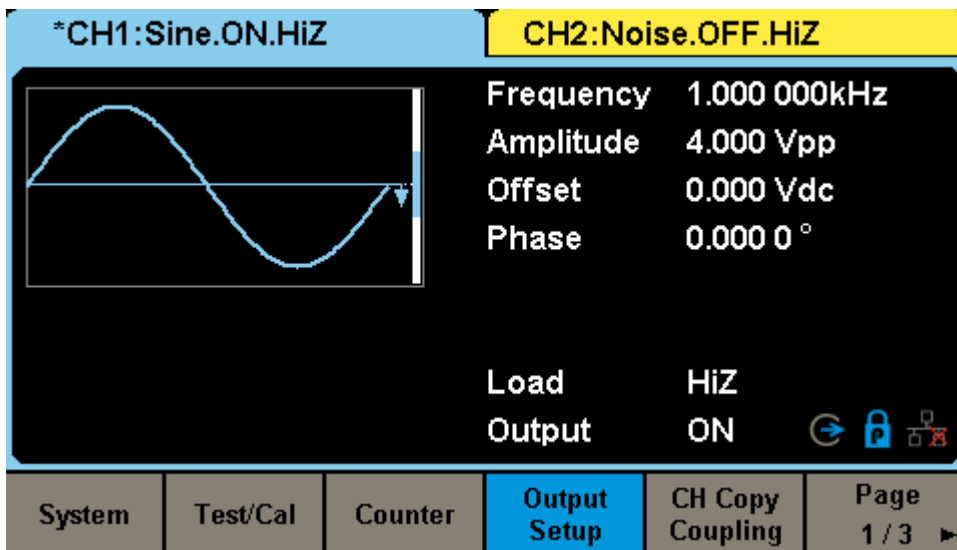 *CH1:Sine.ON.HiZ CH2:Noise.OFF.HiZ
Frequency 1.000 000kHz
Amplitude 4.000 Vpp
Offset 0.000 Vdc
Phase 0.000 0 °
Load HiZ
Output ON
P
System Test/Cal Counter Output Setup CH Copy Coupling Page 1 / 3 ►